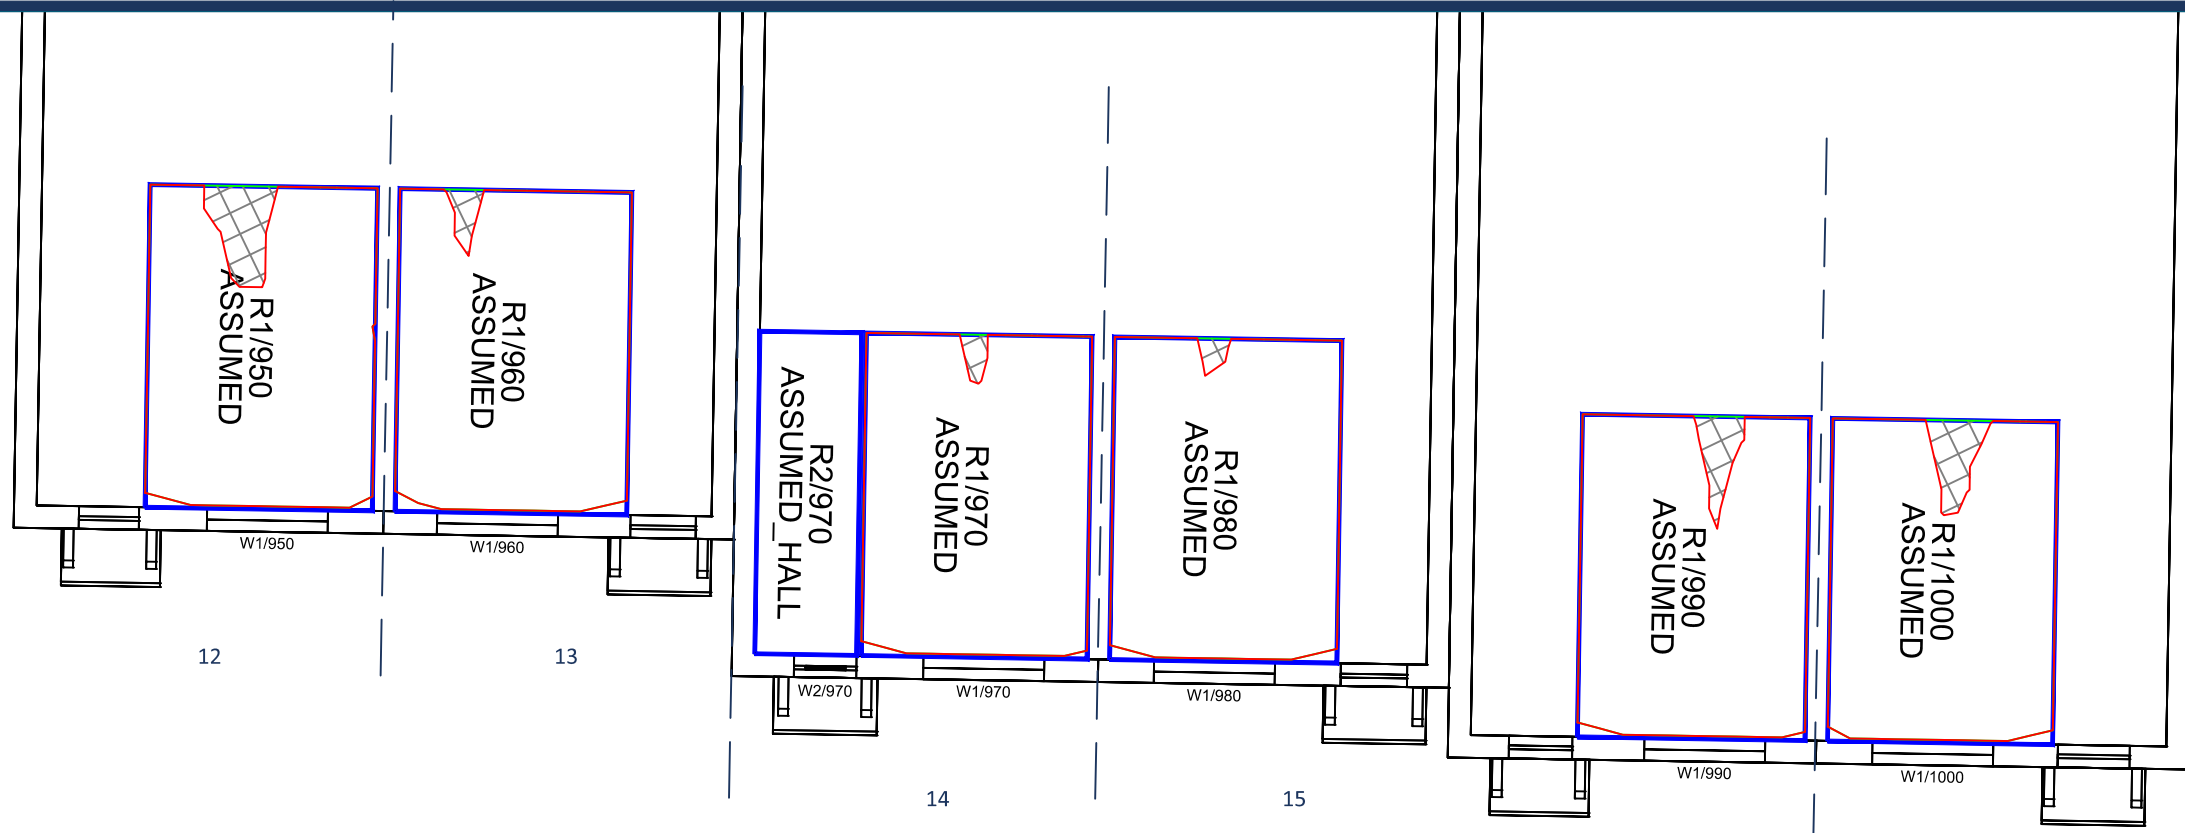 R1/950
ASSUMED
A
R1/960
ASSUMED
R2/970
ASSUMED_HALL
R1/970
ASSUMED
R1/980
ASSUMED
R1/990
ASSUMED
R1/1000
ASSUMED
W1/950
W1/960
W2/970
W1/970
W1/980
W1/990
W1/1000
12
13
14
15